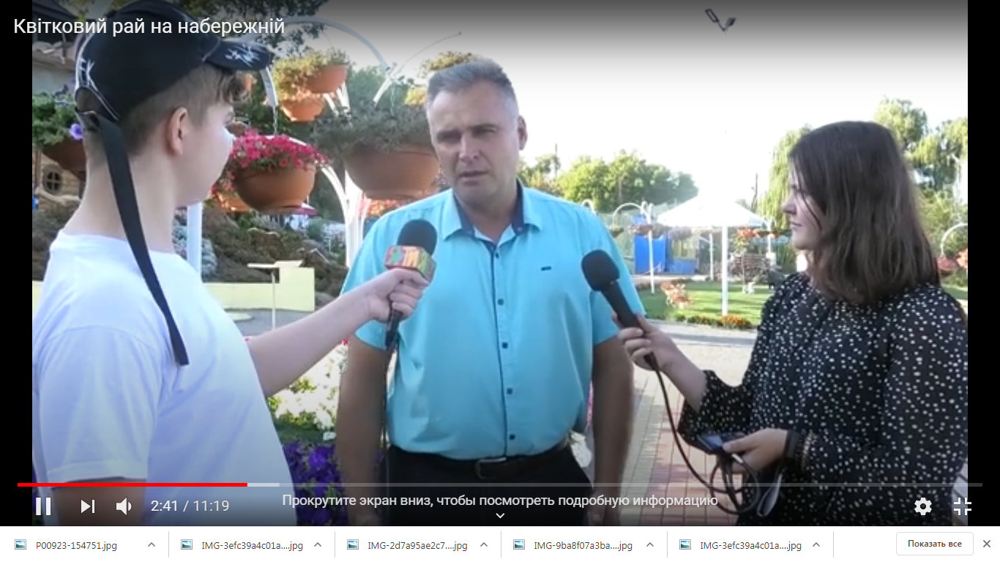 Квітковий рай на набережній
2:41 / 11:19
Прокрутите экран вниз, чтобы посмотреть подробную информацию
P00923-154751.jpg
IMG-3efc39a4c01a....jpg
IMG-2d7a95ae2c7....jpg
IMG-9ba8f07a3ba....jpg
IMG-3efc39a4c01a....jpg
Показать все